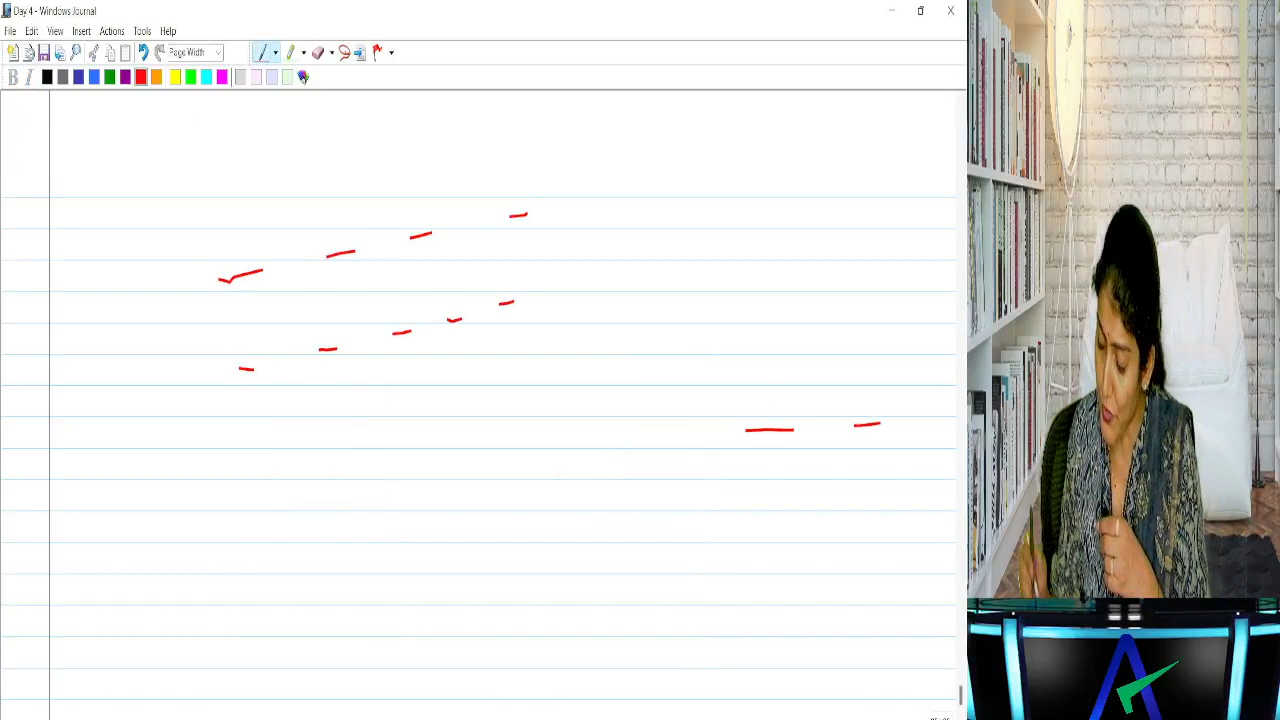 Day 4 - Windows Journal
File Edit View Insert Actions Tools Help
Page Width
B I